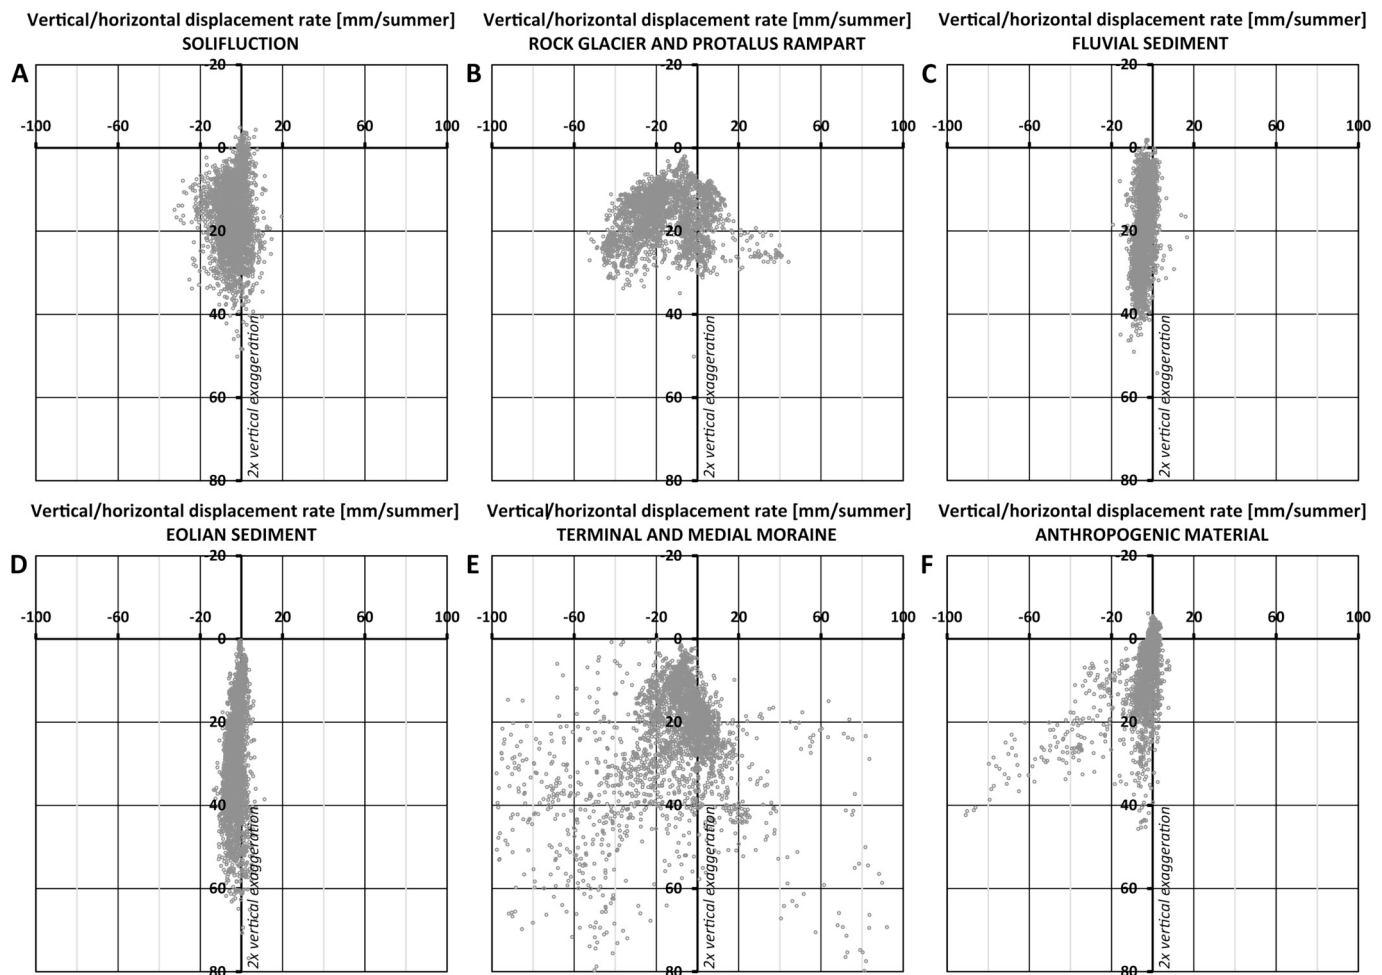 Vertical/horizontal displacement rate [mm/summer]
SOLIFLUCTION
A
-20
-100 -60 -20 20 60 100
0
20
40
60
80
2x vertical exaggeration
Vertical/horizontal displacement rate [mm/summer]
ROCK GLACIER AND PROTALUS RAMPART
B
-20
-100 -60 -20 20 60 100
0
20
40
60
80
2x vertical exaggeration
Vertical/horizontal displacement rate [mm/summer]
FLUVIAL SEDIMENT
C
-20
-100 -60 -20 20 60 100
0
20
40
60
80
2x vertical exaggeration
Vertical/horizontal displacement rate [mm/summer]
EOLIAN SEDIMENT
D
-20
-100 -60 -20 20 60 100
0
20
40
60
80
2x vertical exaggeration
Vertical/horizontal displacement rate [mm/summer]
TERMINAL AND MEDIAL MORAINE
E
-20
-100 -60 -20 20 60 100
0
20
40
60
80
2x vertical exaggeration
Vertical/horizontal displacement rate [mm/summer]
ANTHROPOGENIC MATERIAL
F
-20
-100 -60 -20 20 60 100
0
20
40
60
80
2x vertical exaggeration